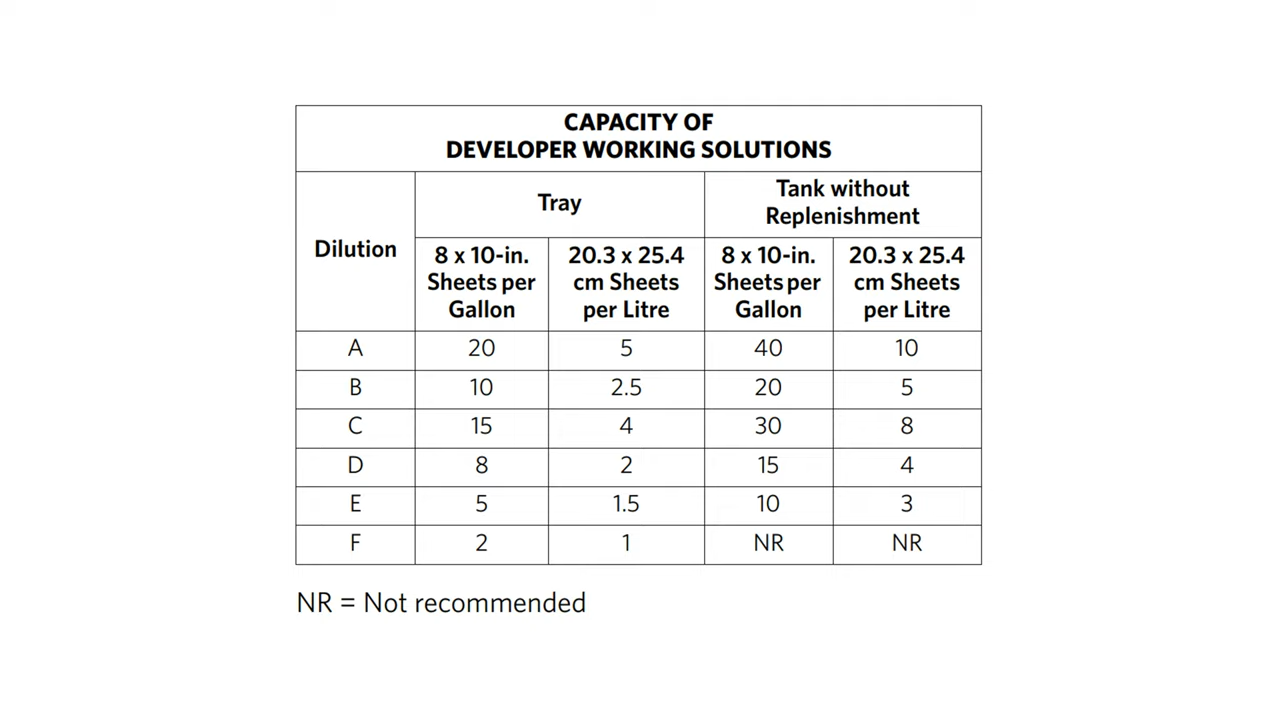 CAPACITY OF
DEVELOPER WORKING SOLUTIONS
Dilution
Tray
Tank without
Replenishment
8 x 10-in.
Sheets per
Gallon
20.3 x 25.4
cm Sheets
per Litre
8 x 10-in.
Sheets per
Gallon
20.3 x 25.4
cm Sheets
per Litre
A 20 5 40 10
B 10 2.5 20 5
C 15 4 30 8
D 8 2 15 4
E 5 1.5 10 3
F 2 1 NR NR
NR = Not recommended